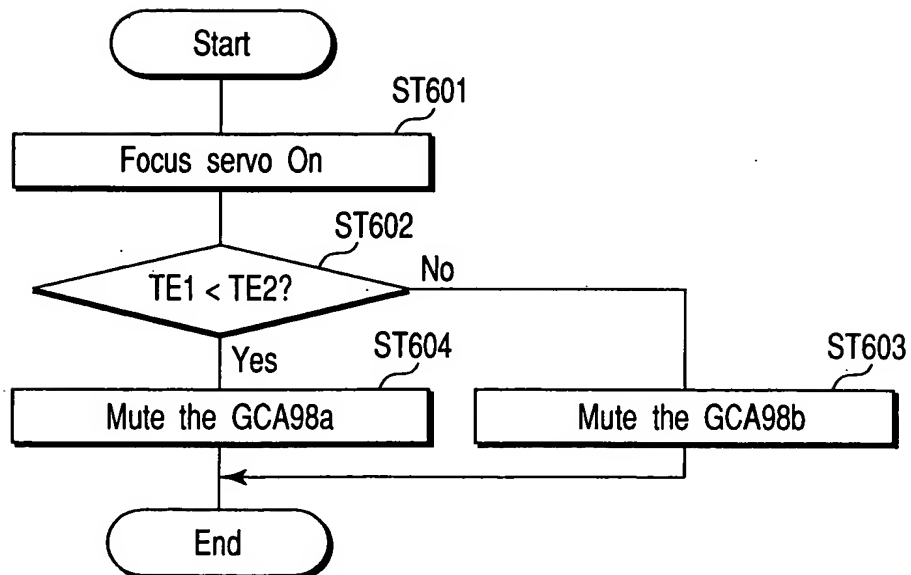 Start
ST601
Focus servo On
ST602
TE1 < TE2?
No
Yes
ST604
ST603
Mute the GCA98a
Mute the GCA98b
End